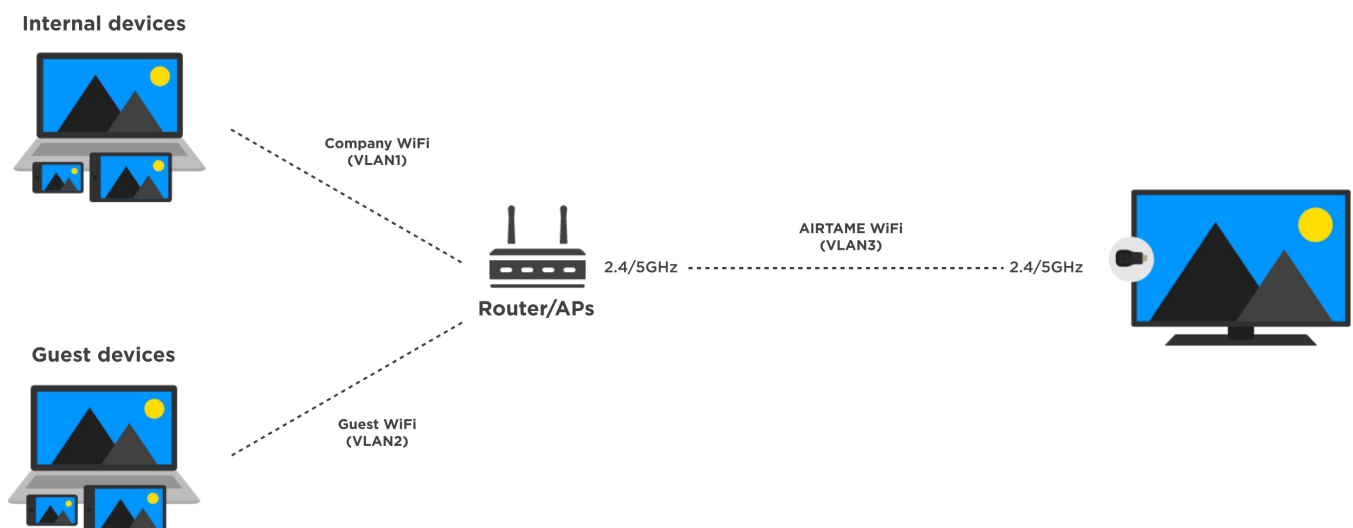 Internal devices
Company WiFi
(VLAN1)
AIRTAME WiFi
(VLAN3)
2.4/5GHz
2.4/5GHz
Router/APs
Guest devices
Guest WiFi
(VLAN2)